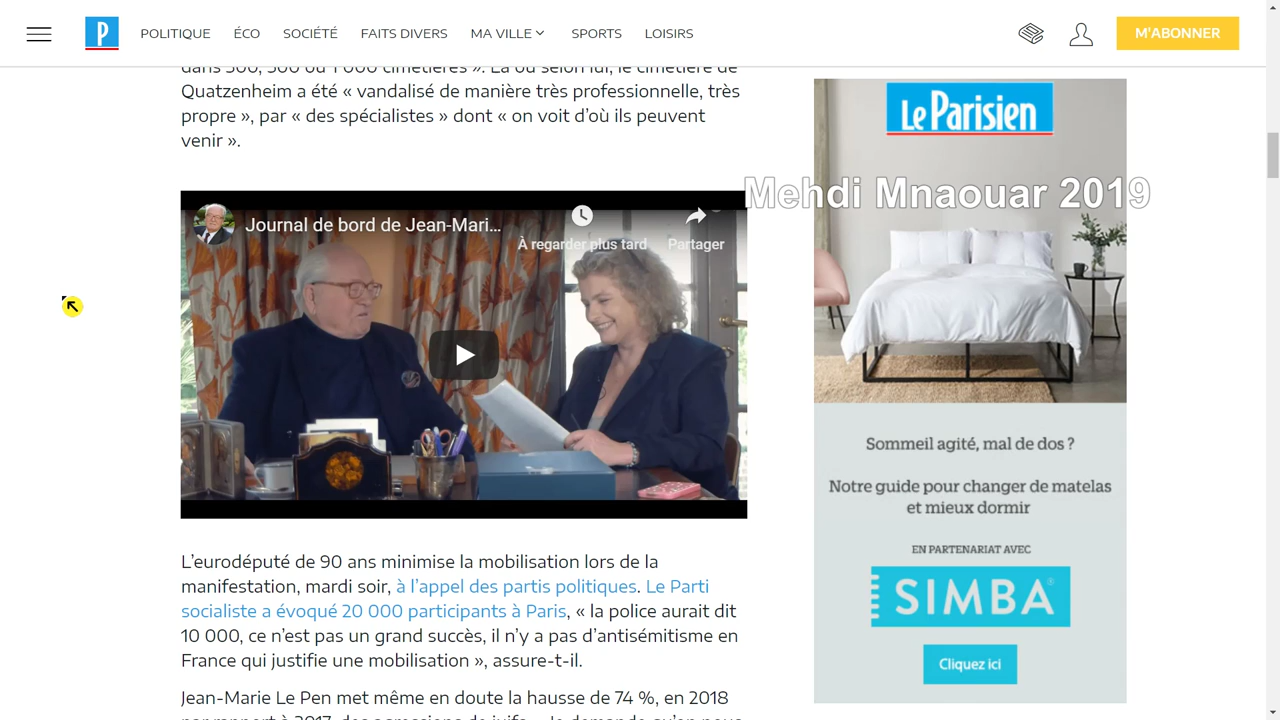 P
POLITIQUE
ÉCO
SOCIÉTÉ
FAITS DIVERS
MA VILLE
SPORTS
LOISIRS
M'ABONNER
dans 300, 500 ou 1 000 cimetières ». Là où selon lui, le cimetière de
Quatzenheim a été « vandalisé de manière très professionnelle, très
propre », par « des spécialistes » dont « on voit d’où ils peuvent
venir ».
Journal de bord de Jean-Mari...
À regarder plus tard
Partager
L’eurodéputé de 90 ans minimise la mobilisation lors de la
manifestation, mardi soir, à l’appel des partis politiques. Le Parti
socialiste a évoqué 20 000 participants à Paris, « la police aurait dit
10 000, ce n’est pas un grand succès, il n’y a pas d’antisémitisme en
France qui justifie une mobilisation », assure-t-il.
Jean-Marie Le Pen met même en doute la hausse de 74 %, en 2018
Le Parisien
Mehdi Mnaouar 2019
Sommeil agité, mal de dos ?
Notre guide pour changer de matelas
et mieux dormir
EN PARTENARIAT AVEC
SIMBA®
Cliquez ici